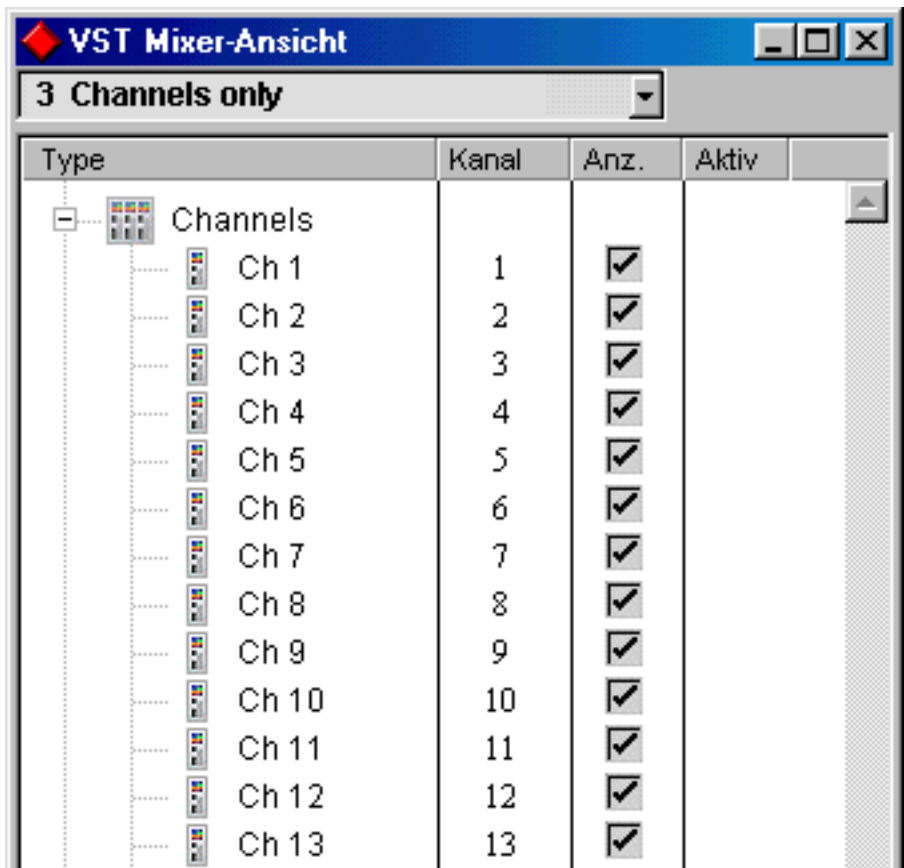 VST Mixer-Ansicht
3 Channels only
Type Kanal Anz. Aktiv
Channels
Ch 1 1
Ch 2 2
Ch 3 3
Ch 4 4
Ch 5 5
Ch 6 6
Ch 7 7
Ch 8 8
Ch 9 9
Ch 10 10
Ch 11 11
Ch 12 12
Ch 13 13